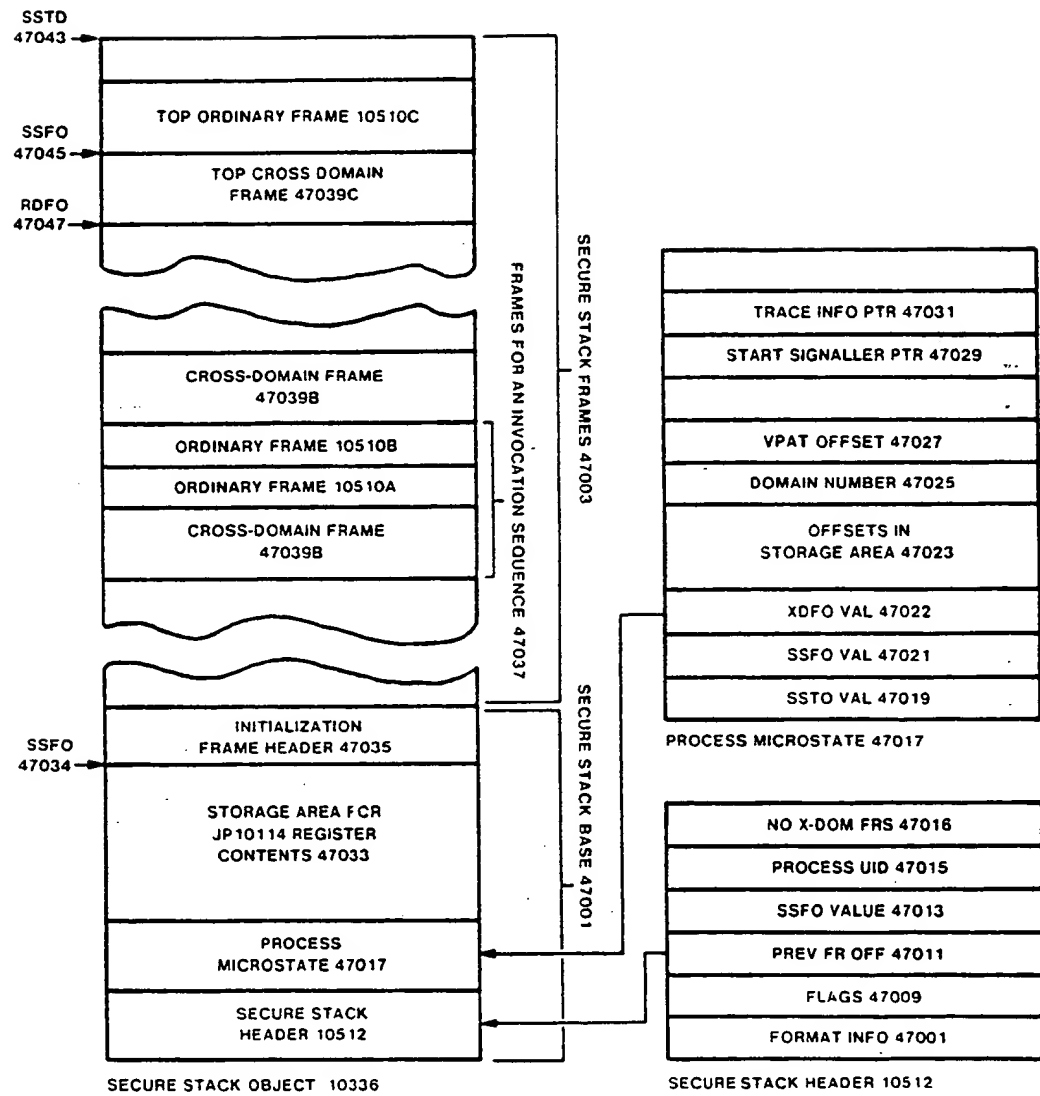 SSTD
47043
TOP ORDINARY FRAME 10510C
SSFO
47045
TOP CROSS DOMAIN
FRAME 47039C
RDFO
47047
CROSS-DOMAIN FRAME
47039B
ORDINARY FRAME 10510B
ORDINARY FRAME 10510A
CROSS-DOMAIN FRAME
47039B
INITIALIZATION
FRAME HEADER 47035
SSFO
47034
STORAGE AREA FCR
JP10114 REGISTER
CONTENTS 47033
PROCESS
MICROSTATE 47017
SECURE STACK
HEADER 10512
SECURE STACK OBJECT 10336
FRAMES FOR AN INVOCATION SEQUENCE 47037
SECURE STACK FRAMES 47003
SECURE STACK BASE 47001
TRACE INFO PTR 47031
START SIGNALLER PTR 47029
VPAT OFFSET 47027
DOMAIN NUMBER 47025
OFFSETS IN
STORAGE AREA 47023
XDFO VAL 47022
SSFO VAL 47021
SSTO VAL 47019
PROCESS MICROSTATE 47017
NO X-DOM FRS 47016
PROCESS UID 47015
SSFO VALUE 47013
PREV FR OFF 47011
FLAGS 47009
FORMAT INFO 47001
SECURE STACK HEADER 10512